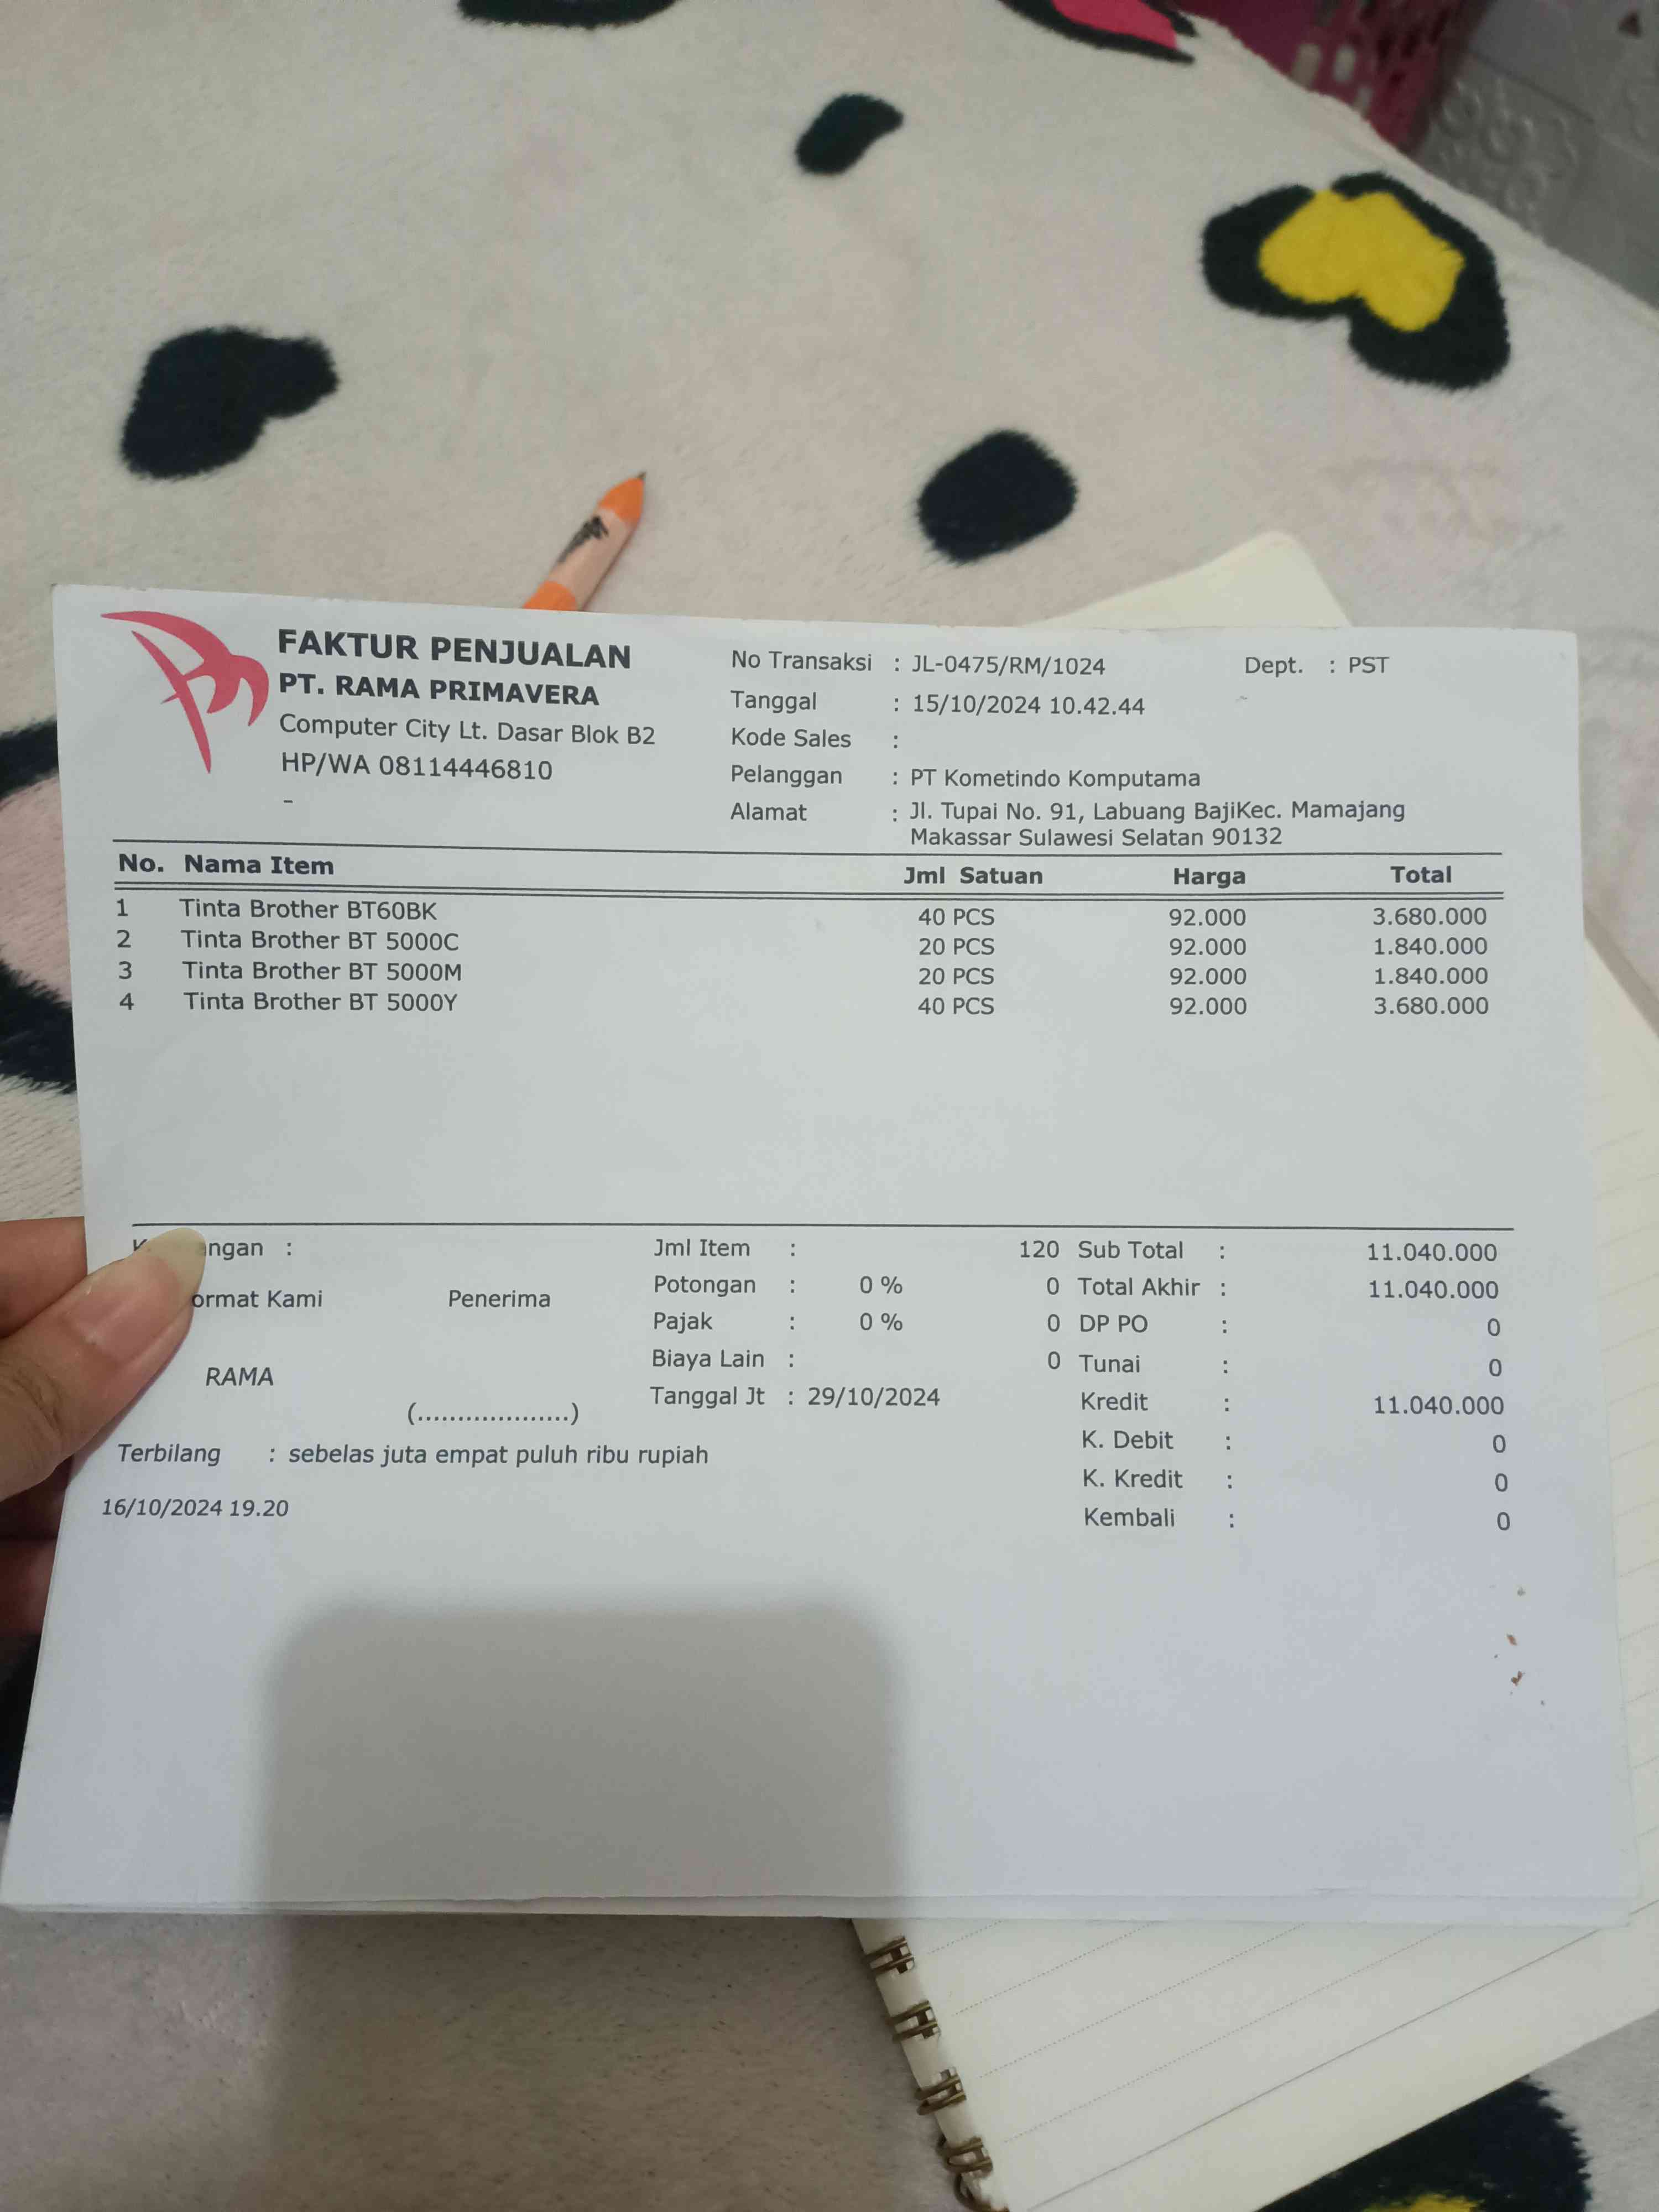 FAKTUR PENJUALAN
PT. RAMA PRIMAVERA
Computer City Lt. Dasar Blok B2
HP/WA 08114446810
-
No Transaksi : JL-0475/RM/1024 Dept. : PST
Tanggal : 15/10/2024 10.42.44
Kode Sales :
Pelanggan : PT Kometindo Komputama
Alamat : Jl. Tupai No. 91, Labuang BajiKec. Mamajang
Makassar Sulawesi Selatan 90132
No. Nama Item Jml Satuan Harga Total
1 Tinta Brother BT60BK 40 PCS 92.000 3.680.000
2 Tinta Brother BT 5000C 20 PCS 92.000 1.840.000
3 Tinta Brother BT 5000M 20 PCS 92.000 1.840.000
4 Tinta Brother BT 5000Y 40 PCS 92.000 3.680.000
angan : Jml Item : 120 Sub Total : 11.040.000
ormat Kami Penerima Potongan : 0 % 0 Total Akhir : 11.040.000
Pajak : 0 % 0 DP PO : 0
RAMA Biaya Lain : 0 Tunai : 0
(...................) Tanggal Jt : 29/10/2024 Kredit : 11.040.000
Terbilang : sebelas juta empat puluh ribu rupiah K. Debit : 0
K. Kredit : 0
16/10/2024 19.20 Kembali : 0